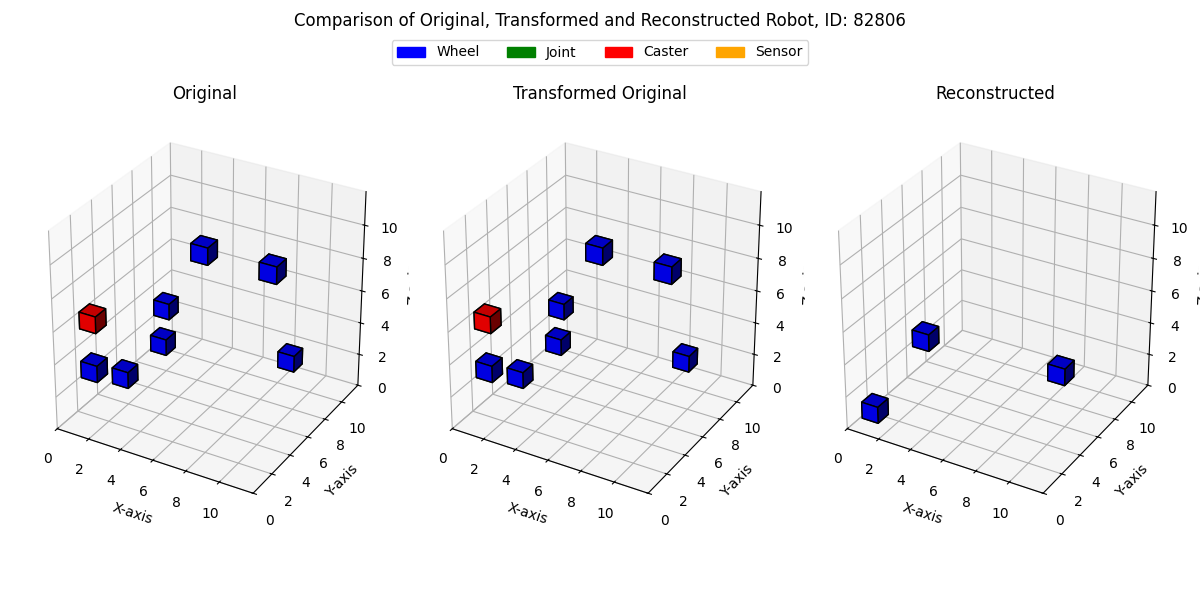 Comparison of Original, Transformed and Reconstructed Robot, ID: 82806
Wheel Joint Caster Sensor
Original Transformed Original Reconstructed
10 10 10
8 8 8
6 6 6
4 4 4
2 2 2
0 0 0
0 2 4 6 8 10 0 2 4 6 8 10 0 2 4 6 8 10
0 2 4 6 8 10 0 2 4 6 8 10 0 2 4 6 8 10
X-axis Y-axis X-axis Y-axis X-axis Y-axis